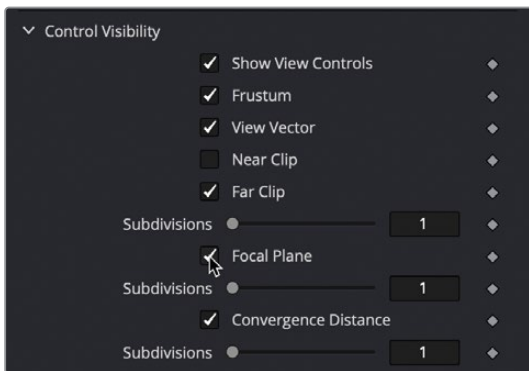 Control Visibility
Show View Controls
Frustum
View Vector
Near Clip
Far Clip
Subdivisions 1
Focal Plane
Subdivisions 1
Convergence Distance
Subdivisions 1